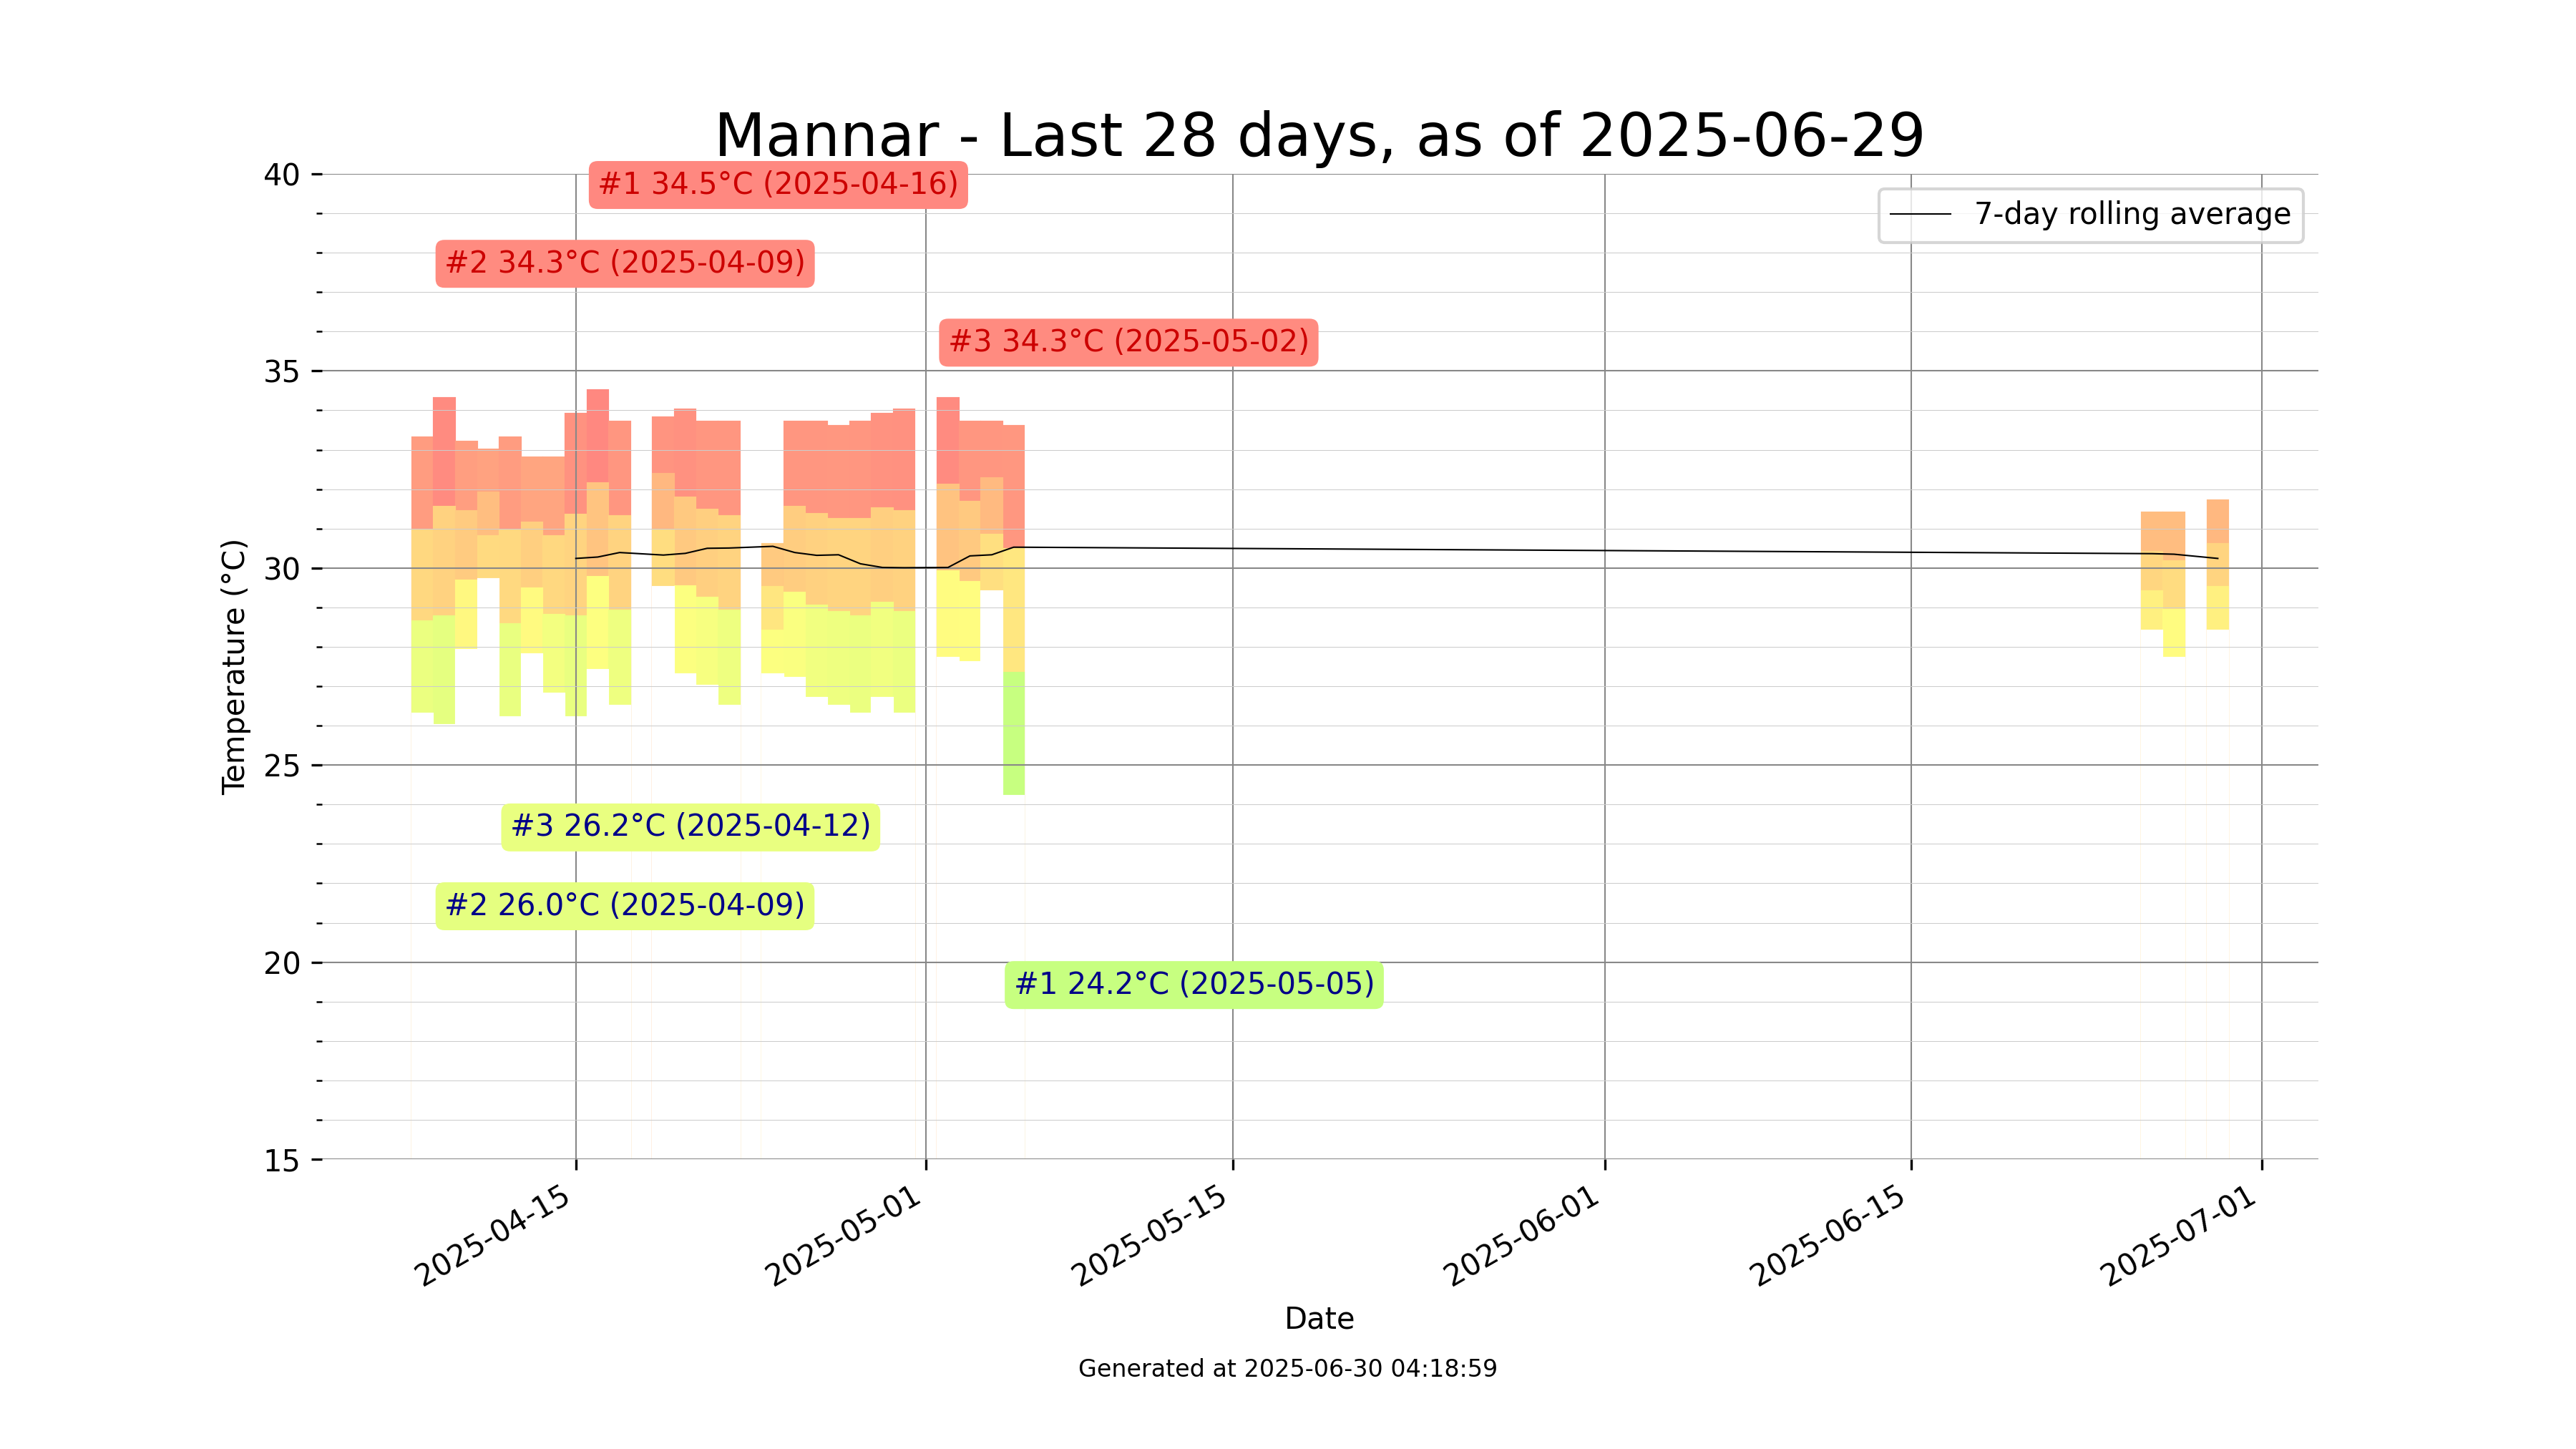 Mannar - Last 28 days, as of 2025-06-29
40
#1 34.5°C (2025-04-16)
7-day rolling average
#2 34.3°C (2025-04-09)
#3 34.3°C (2025-05-02)
35
30
Temperature (°C)
25
#3 26.2°C (2025-04-12)
#2 26.0°C (2025-04-09)
20
#1 24.2°C (2025-05-05)
15
2025-04-15
2025-05-01
2025-05-15
2025-06-01
2025-06-15
2025-07-01
Date
Generated at 2025-06-30 04:18:59